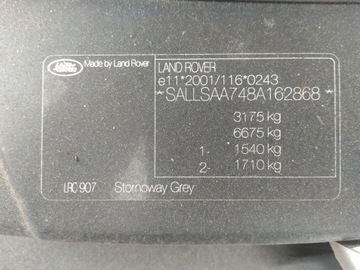 LAND ROVER
Made by Land Rover
LAND ROVER
e11*2001/116*0243
*SALLSAA748A162868*
3175 kg
6675 kg
1- 1540 kg
2- 1710 kg
LRC 907 Stornoway Grey